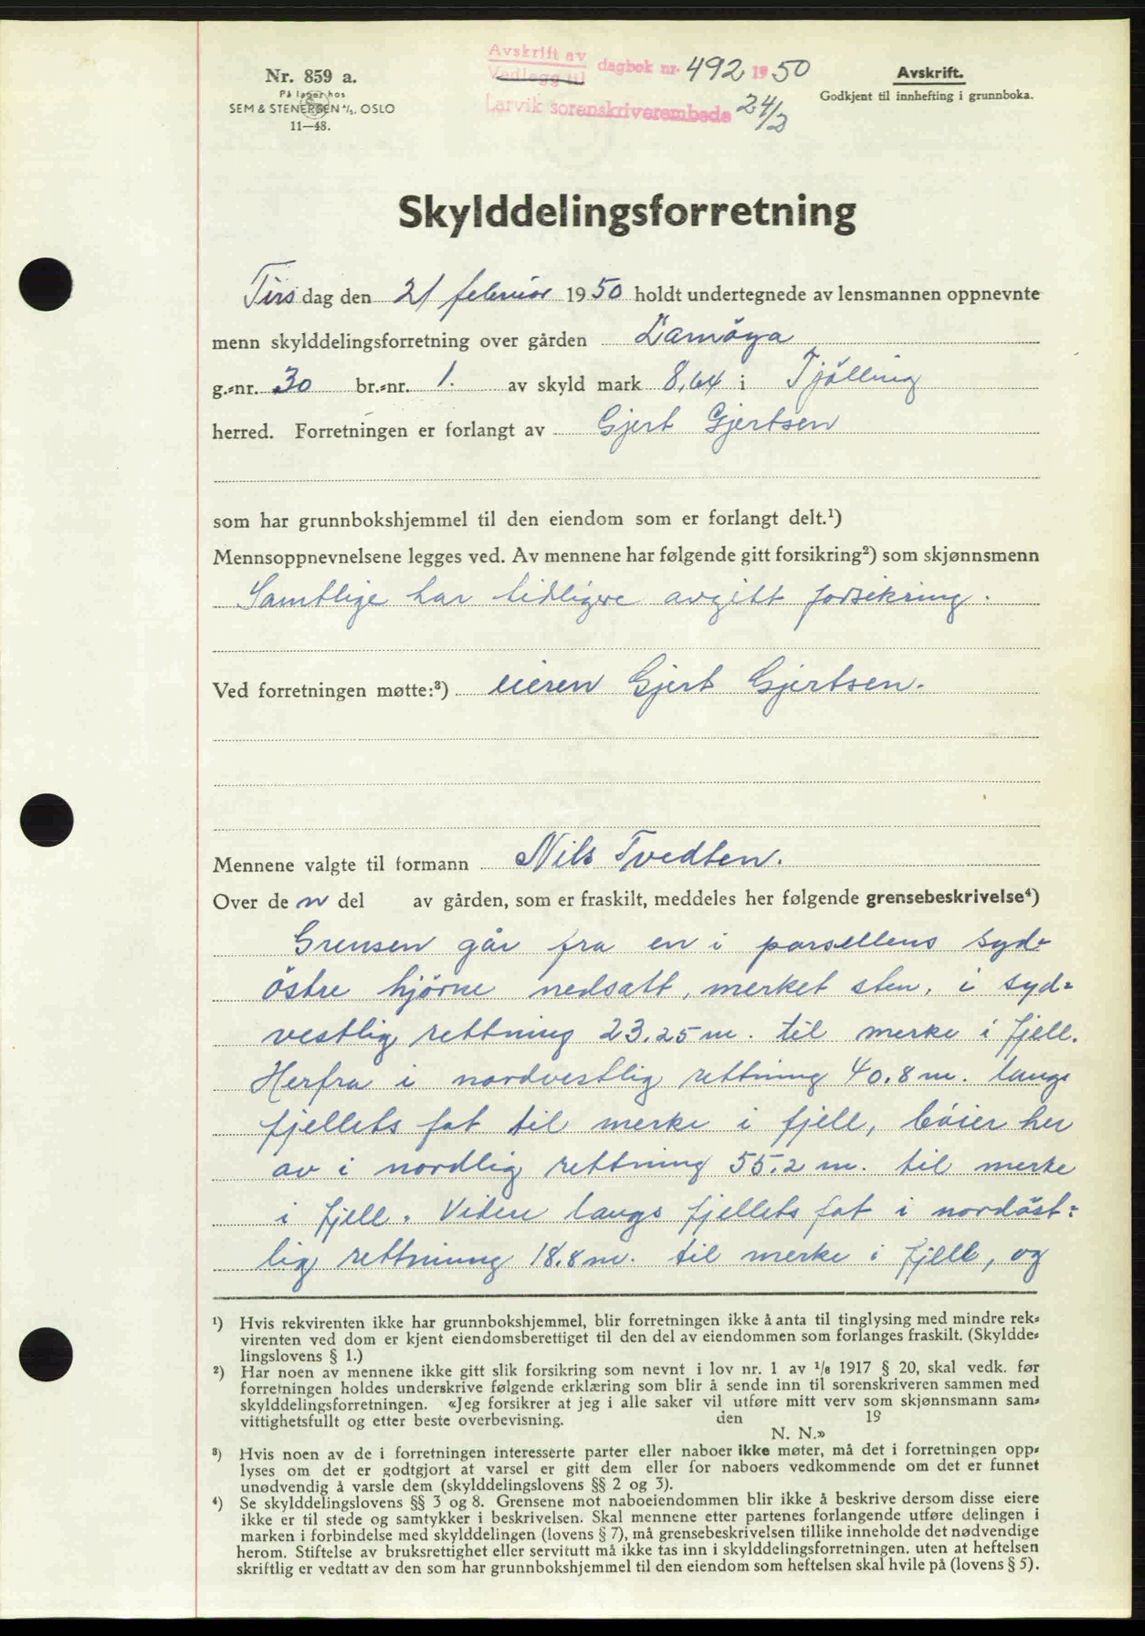 Nr. 859 a.
På lager hos
SEM & STENERSEN A/S. OSLO
11—48.
Avskrift av
Vedlegg til
dagbok nr. 492 1950
Larvik sorenskriverembede 24/2
Avskrift.
Godkjent til innhefting i grunnboka.
Skylddelingsforretning
Tirsdag den 21 februar 1950 holdt undertegnede av lensmannen oppnevnte
menn skylddelingsforretning over gården Lamöya
g.=nr. 30 br.=nr. 1. av skyld mark 8,64 i Tjölling
herred. Forretningen er forlangt av Gjert Gjertsen
som har grunnbokshjemmel til den eiendom som er forlangt delt.¹)
Mennsoppnevnelsene legges ved. Av mennene har følgende gitt forsikring²) som skjønnsmenn
Samtlige har tidligere avgitt forsikring.
Ved forretningen møtte:³) eieren Gjert Gjertsen.
Mennene valgte til formann Nils Tvedten.
Over de n del av gården, som er fraskilt, meddeles her følgende grensebeskrivelse⁴)
Grensen går fra en i parsellens syd=
östre hjörne nedsatt, merket sten, i syd=
vestlig rettning 23.25 m. til merke i fjell.
Herfra i nordvestlig rettning 40.8 m. langs
fjellets fot til merke i fjell, böier her
av i nordlig rettning 55.2 m. til merke
i fjell. Videre langs fjellets fot i nordöst=
lig rettning 18.8 m. til merke i fjell, og
¹) Hvis rekvirenten ikke har grunnbokshjemmel, blir forretningen ikke å anta til tinglysing med mindre rek=
virenten ved dom er kjent eiendomsberettiget til den del av eiendommen som forlanges fraskilt. (Skyldde=
lingslovens § 1.)
²) Har noen av mennene ikke gitt slik forsikring som nevnt i lov nr. 1 av ¹/₆ 1917 § 20, skal vedk. før
forretningen holdes underskrive følgende erklæring som blir å sende inn til sorenskriveren sammen med
skylddelingsforretningen. «Jeg forsikrer at jeg i alle saker vil utføre mitt verv som skjønnsmann sam=
vittighetsfullt og etter beste overbevisning. den 19
N. N.»
³) Hvis noen av de i forretningen interesserte parter eller naboer ikke møter, må det i forretningen opp=
lyses om det er godtgjort at varsel er gitt dem eller for naboers vedkommende om det er funnet
unødvendig å varsle dem (skylddelingslovens §§ 2 og 3).
⁴) Se skylddelingslovens §§ 3 og 8. Grensene mot naboeiendommen blir ikke å beskrive dersom disse eiere
ikke er til stede og samtykker i beskrivelsen. Skal mennene etter partenes forlangende utføre delingen i
marken i forbindelse med skylddelingen (lovens § 7), må grensebeskrivelsen tillike inneholde det nødvendige
herom. Stiftelse av bruksrettighet eller servitutt må ikke tas inn i skylddelingsforretningen. uten at heftelsen
skriftlig er vedtatt av den som har grunnbokshjemmel til den eiendom som heftelsen skal hvile på (lovens § 5).